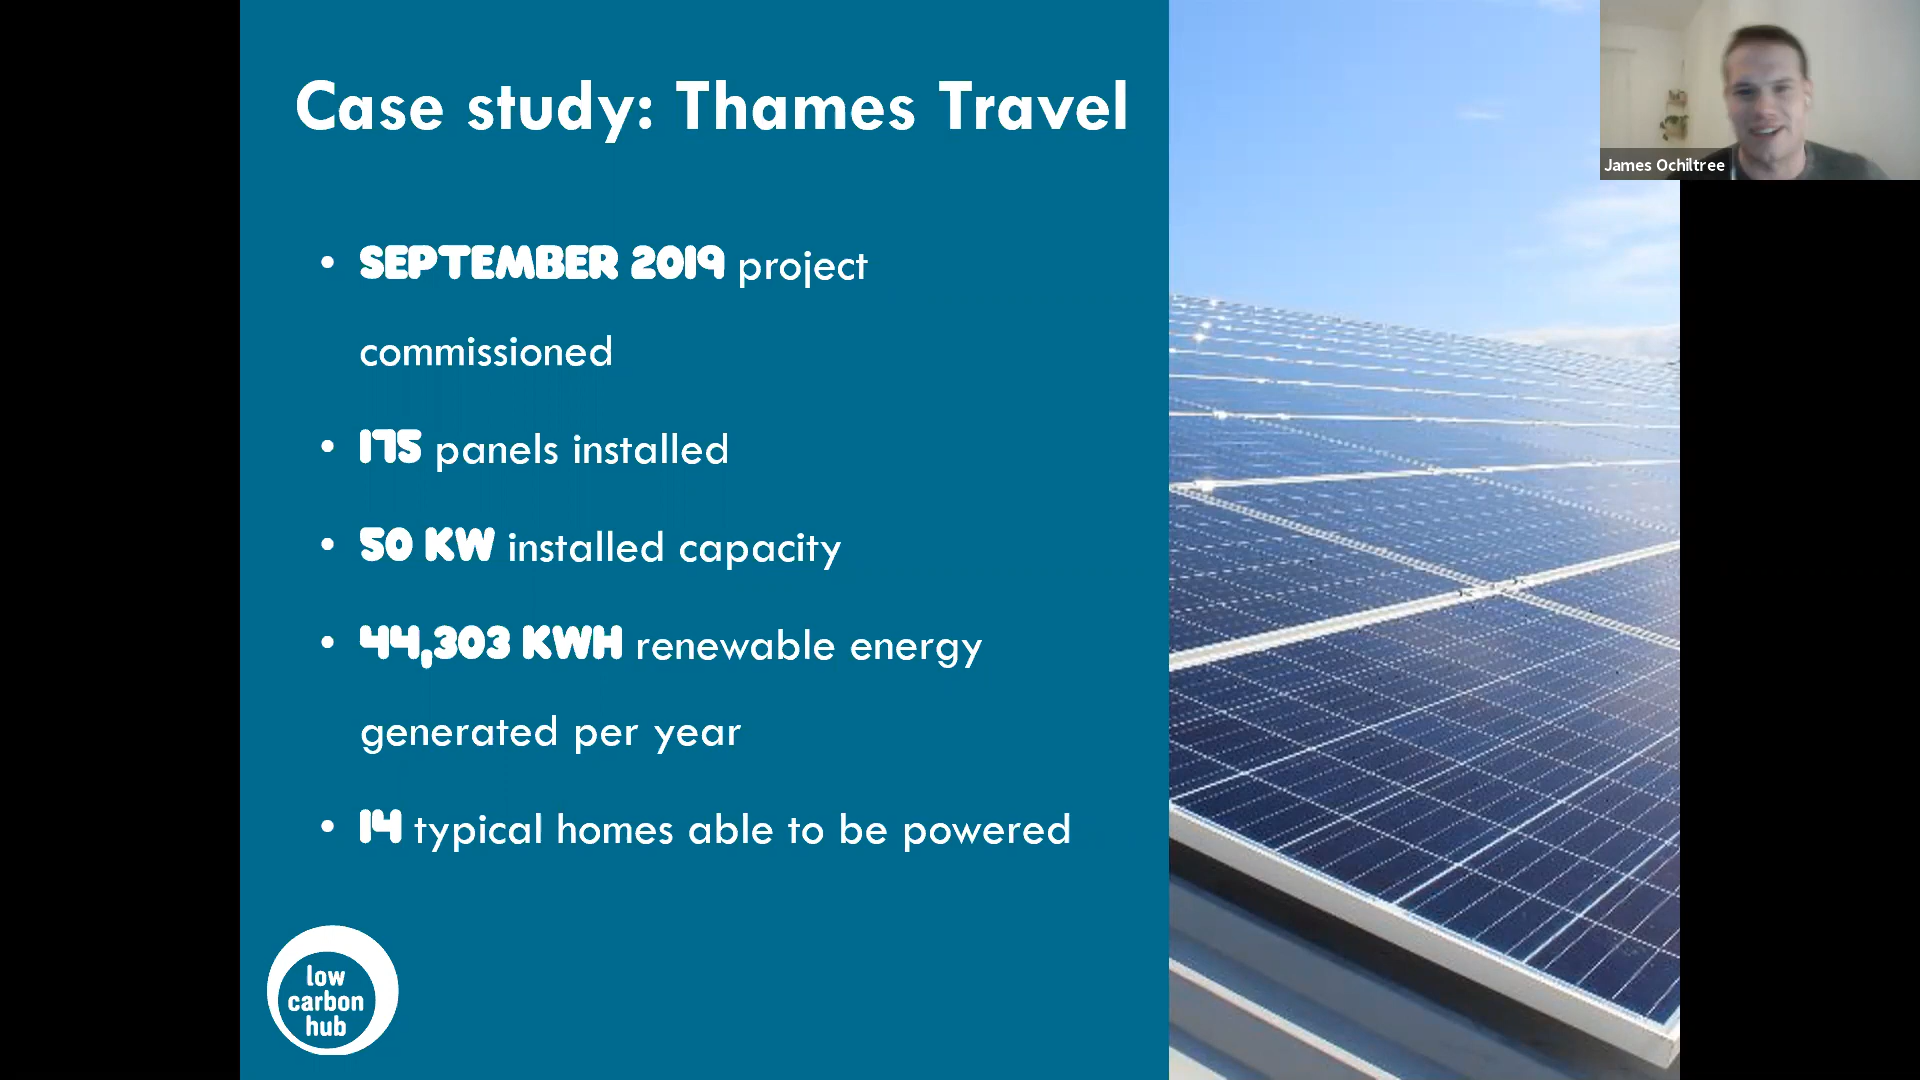 Case study: Thames Travel
James Ochiltree
• SEPTEMBER 2019 project
commissioned
• 175 panels installed
• 50 KW installed capacity
• 44,303 KWH renewable energy
generated per year
• 14 typical homes able to be powered
low
carbon
hub